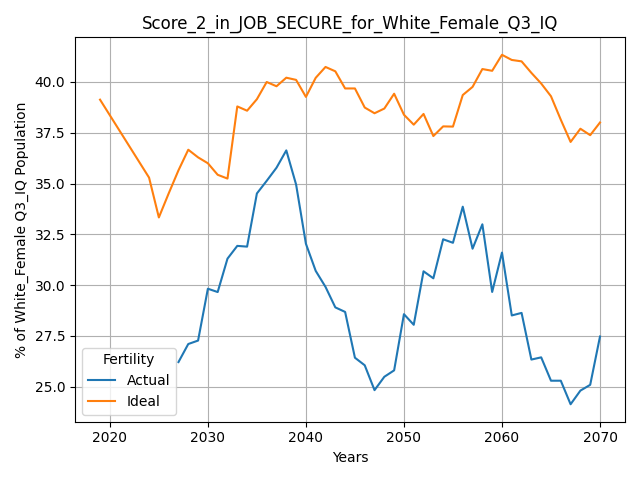 Score_2_in_JOB_SECURE_for_White_Female_Q3_IQ
% of White_Female Q3_IQ Population
40.0
37.5
35.0
32.5
30.0
27.5
25.0
Fertility
Actual
Ideal
2020
2030
2040
2050
2060
2070
Years